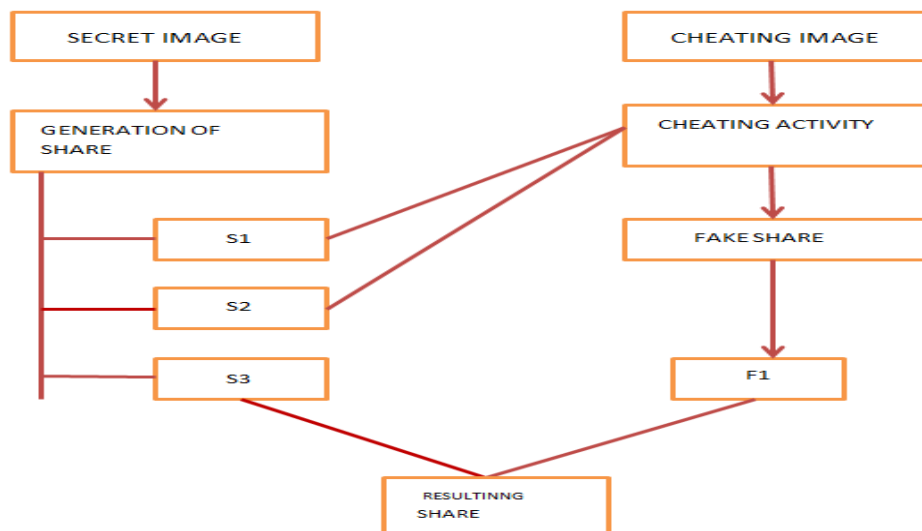 SECRET IMAGE
CHEATING IMAGE
GENERATION OF
SHARE
CHEATING ACTIVITY
S1
FAKE SHARE
S2
S3
F1
RESULTINNG
SHARE